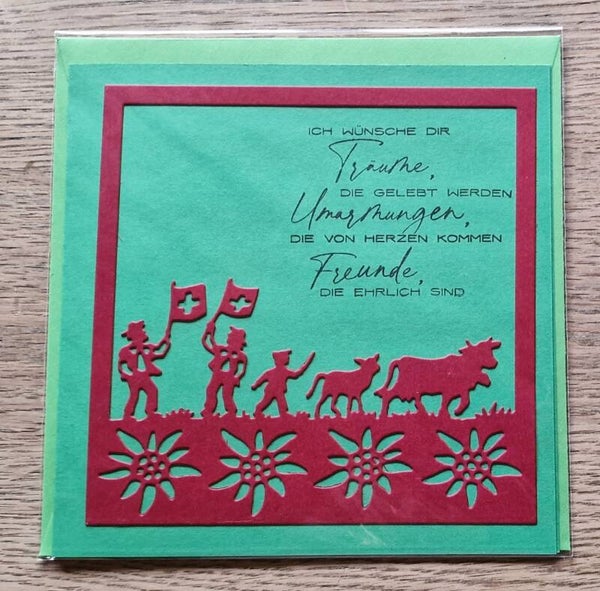 ICH WÜNSCHE DIR
Träume,
DIE GELEBT WERDEN
Umarmungen,
DIE VON HERZEN KOMMEN
Freunde,
DIE EHRLICH SIND